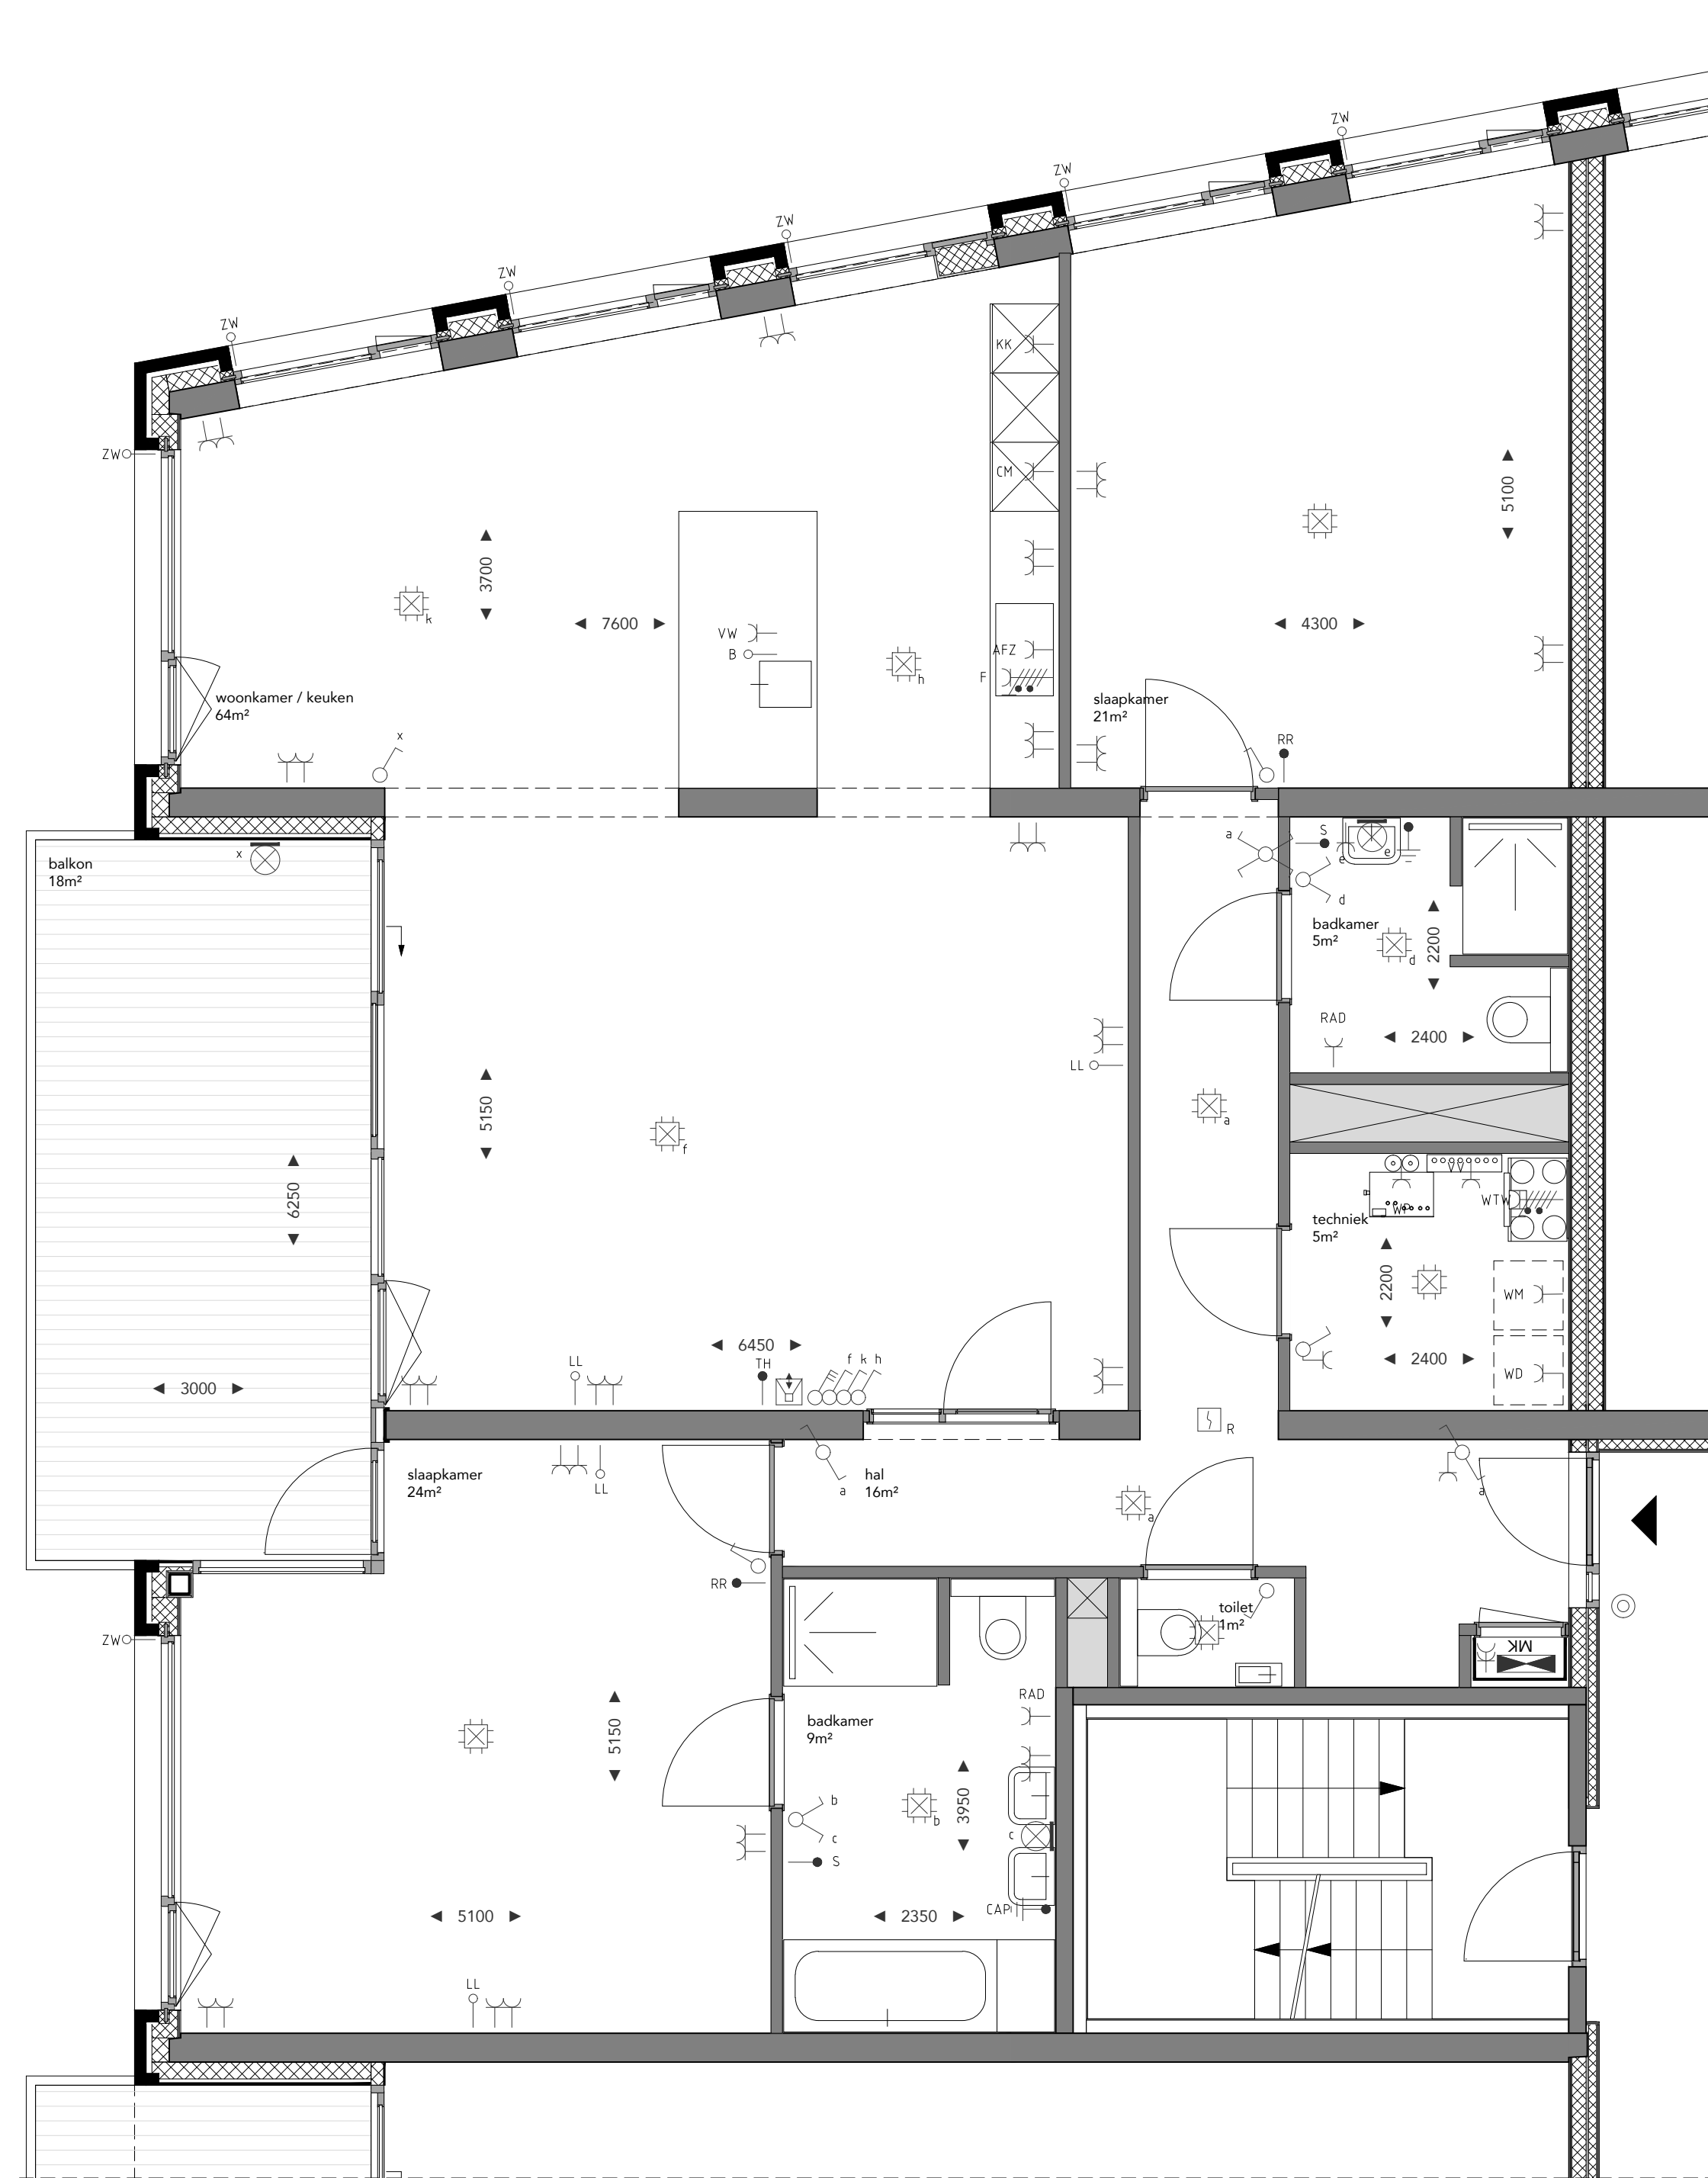 ZW
ZW
ZW
ZW
ZW
KK
ZW
CM
5100
3700
7600
4300
VW
B
AFZ
F
k
h
woonkamer / keuken
64m²
slaapkamer
21m²
x
RR
a
S
x
e
e
balkon
18m²
d
badkamer
5m²
2200
d
RAD
2400
LL
5150
a
f
6250
WTW
WP
techniek
5m²
2200
WM
6450
TH
f k h
LL
2400
WD
3000
R
slaapkamer
24m²
LL
a
hal
16m²
a
a
RR
toilet
1m²
ZW
MK
RAD
badkamer
9m²
5150
b
3950
b
c
c
S
CAP
5100
2350
LL